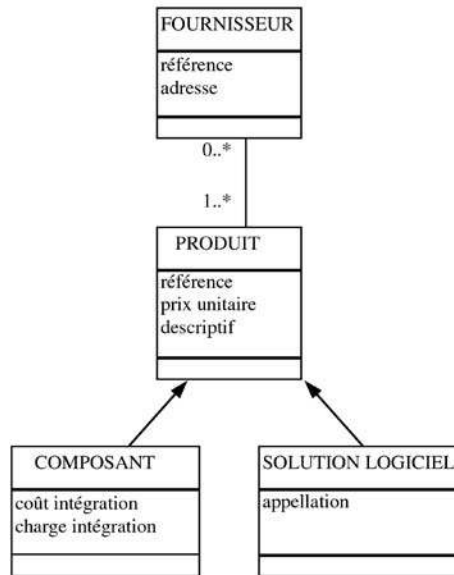 FOURNISSEUR
référence
adresse
0..*
1..*
PRODUIT
référence
prix unitaire
descriptif
COMPOSANT
coût intégration
charge intégration
SOLUTION LOGICIEL
appellation